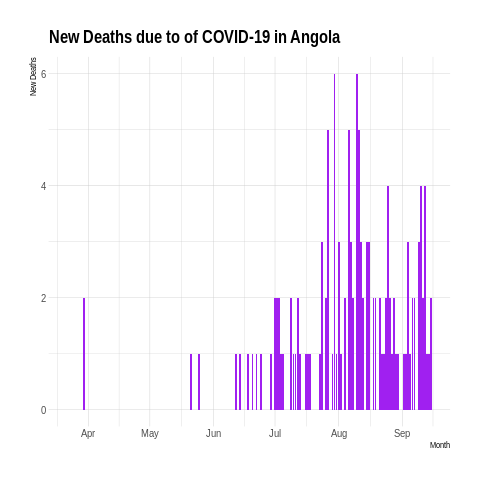 New Deaths due to of COVID-19 in Angola
New Deaths
6
4
2
0
Apr May Jun Jul Aug Sep
Month